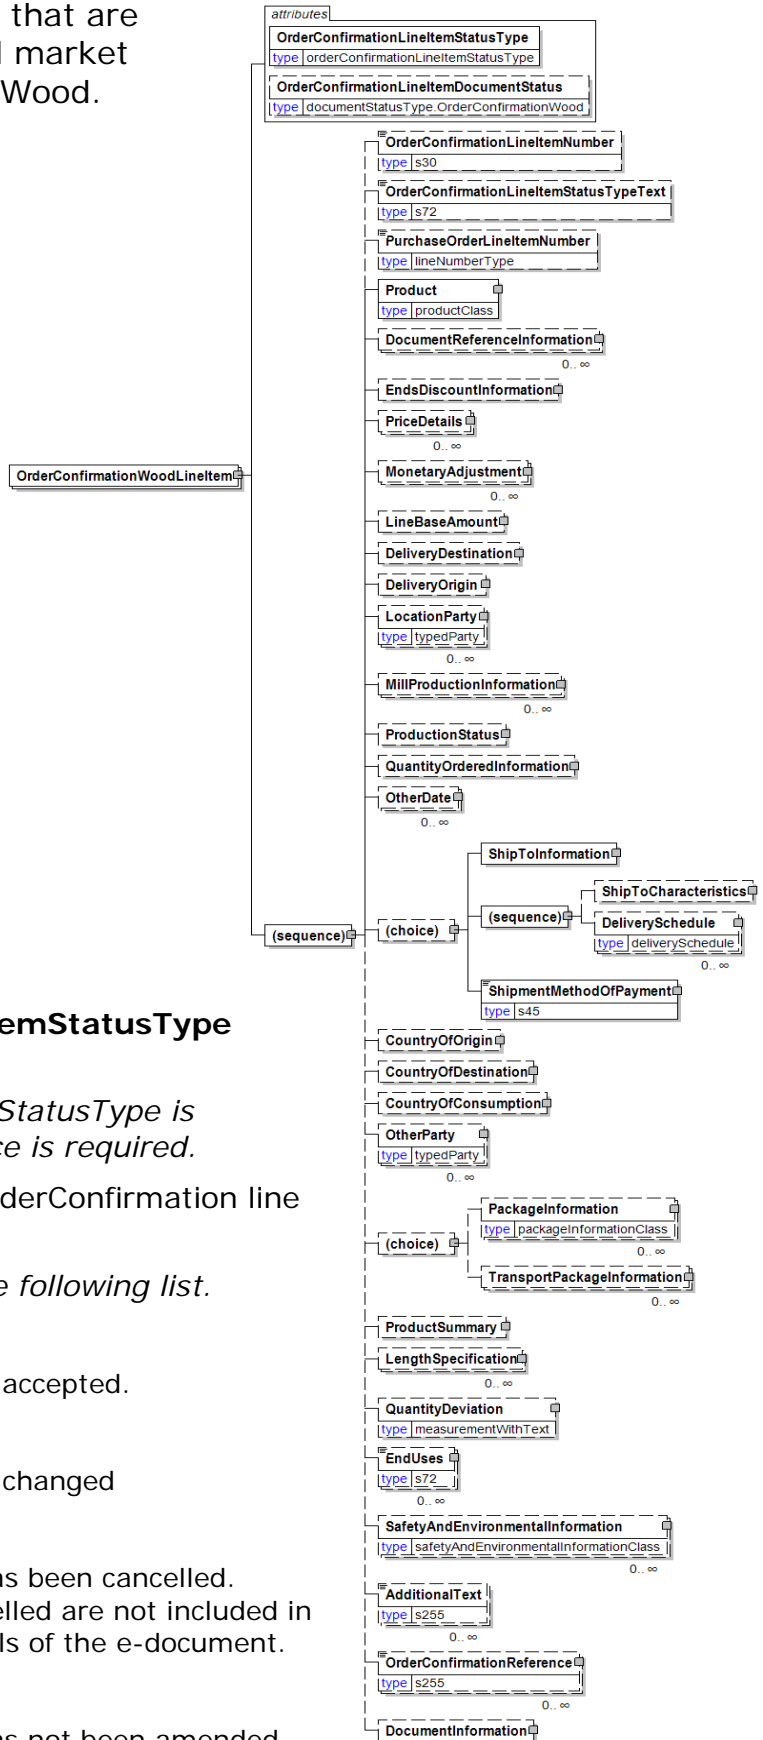 that are
market
Wood.
attributes
OrderConfirmationLineItemStatusType
type orderConfirmationLineItemStatusType
OrderConfirmationLineItemDocumentStatus
type documentStatusType.OrderConfirmationWood
OrderConfirmationLineItemNumber
type s30
OrderConfirmationLineItemStatusTypeText
type s72
PurchaseOrderLineItemNumber
type lineNumberType
Product
type productClass
DocumentReferenceInformation
0.. ∞
EndsDiscountInformation
PriceDetails
0.. ∞
OrderConfirmationWoodLineItem
MonetaryAdjustment
0.. ∞
LineBaseAmount
DeliveryDestination
DeliveryOrigin
LocationParty
type typedParty
0.. ∞
MillProductionInformation
0.. ∞
ProductionStatus
QuantityOrderedInformation
OtherDate
0.. ∞
(sequence)
(choice)
ShipToInformation
(sequence)
ShipToCharacteristics
DeliverySchedule
type deliverySchedule
0.. ∞
ShipmentMethodOfPayment
type s45
emStatusType
CountryOfOrigin
CountryOfDestination
CountryOfConsumption
StatusType is
OtherParty
type typedParty
0.. ∞
ce is required.
derConfirmation line
(choice)
PackageInformation
type packageInformationClass
0.. ∞
TransportPackageInformation
0.. ∞
e following list.
ProductSummary
LengthSpecification
0.. ∞
accepted.
QuantityDeviation
type measurementWithText
EndUses
type s72
0.. ∞
changed
SafetyAndEnvironmentalInformation
type safetyAndEnvironmentalInformationClass
0.. ∞
as been cancelled.
elled are not included in
ls of the e-document.
AdditionalText
type s255
0.. ∞
OrderConfirmationReference
type s255
0.. ∞
as not been amended
DocumentInformation